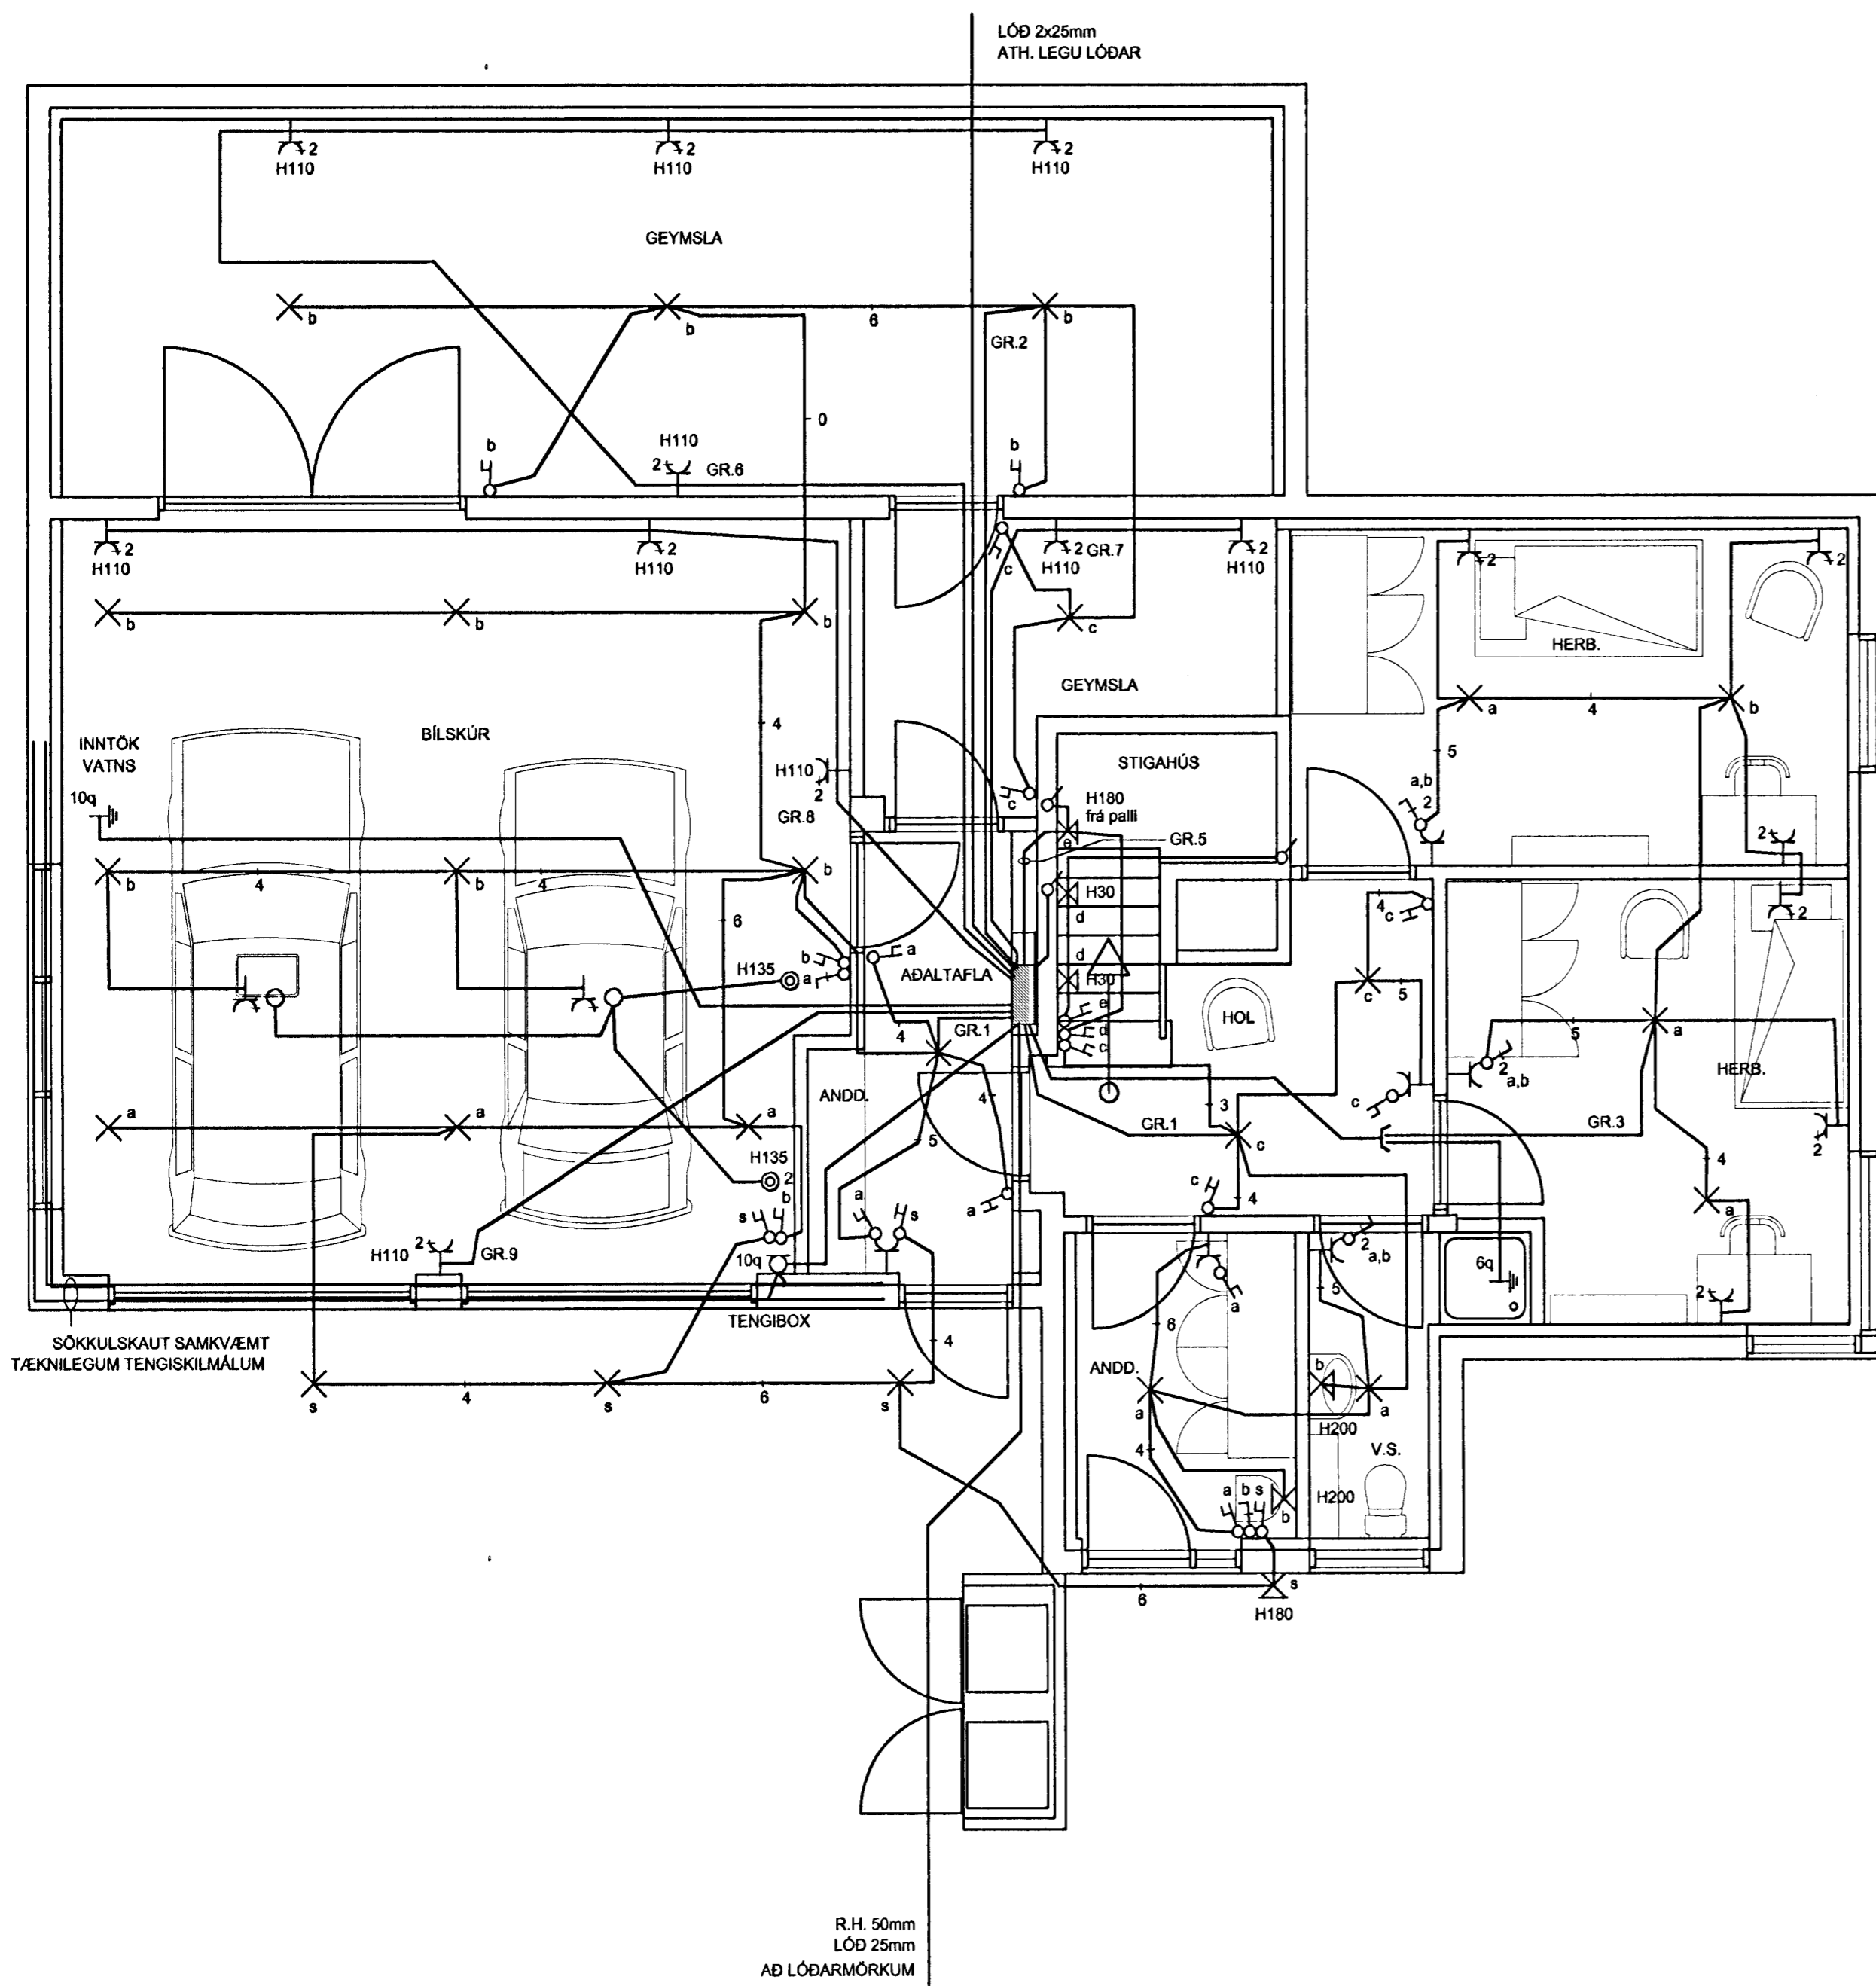 LÓÐ 2x25mm
ATH. LEGU LÓÐAR
2 2 2
H110 H110 H110
GEYMSLA
b b 6 b
GR.2
0
b H110 b
2 GR.6
2 2 c 2 GR.7 2 2 2
H110 H110 H110 H110
b b b c
HERB.
GEYMSLA
a 4 b
4
BÍLSKÚR
INNTÖK
VATNS
STIGAHÚS
5
H110
2
c
H180
frá palli
a,b
2
10q
GR.8
GR.5
e
2
b 4 b 4 b
H30
d
4
c
2
6
b a
a
d
H135
AÐALTAFLA
H30
c 5
e
d
c
HOL
4 GR.1
5 a
2
a,b
HERB.
ANDD.
4
3
c
a a a
5
GR.1
c
GR.3
2
H135
2
s b
a s
a
c
4
4
a
H110 2 GR.9
10q
2
a,b
6q
5
a
2
TENGIBOX
SÖKKULSKAUT SAMKVÆMT
TÆKNILEGUM TENGISKILMÁLUM
4
6
ANDD.
b
s 4 s 6 s
a
a
H200
4
V.S.
a b s
b
H200
6 s
H180
R.H. 50mm
LÓÐ 25mm
AÐ LÓÐARMÖRKUM